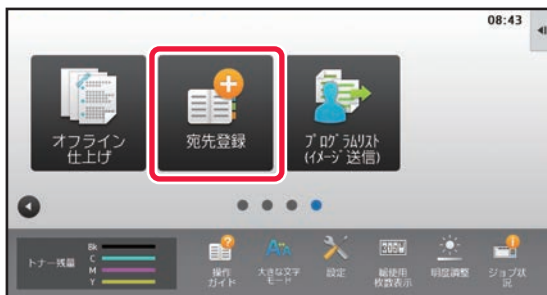 08:43
オフライン
仕上げ
宛先登録
プログラムリスト
(イメージ送信)
トナー残量
Bk
C
M
Y
操作
ガイド
大きな文字
モード
設定
総使用
枚数表示
明度調整
ジョブ状
況